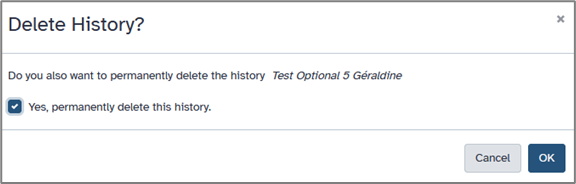 Delete History?
×
Do you also want to permanently delete the history Test Optional 5 Géraldine
Yes, permanently delete this history.
Cancel OK